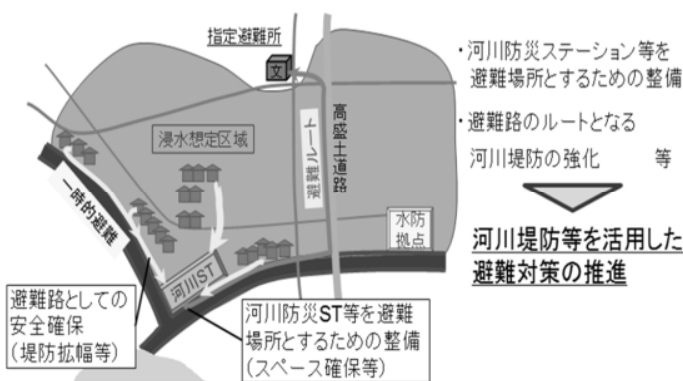 指定避難所
文
浸水想定区域
避難ルート
高盛土道路
一時的避難
水防
拠点
河川ST
避難路としての
安全確保
（堤防拡幅等）
河川防災ST等を避難
場所とするための整備
（スペース確保等）
・河川防災ステーション等を
避難場所とするための整備
・避難路のルートとなる
河川堤防の強化　等
河川堤防等を活用した
避難対策の推進